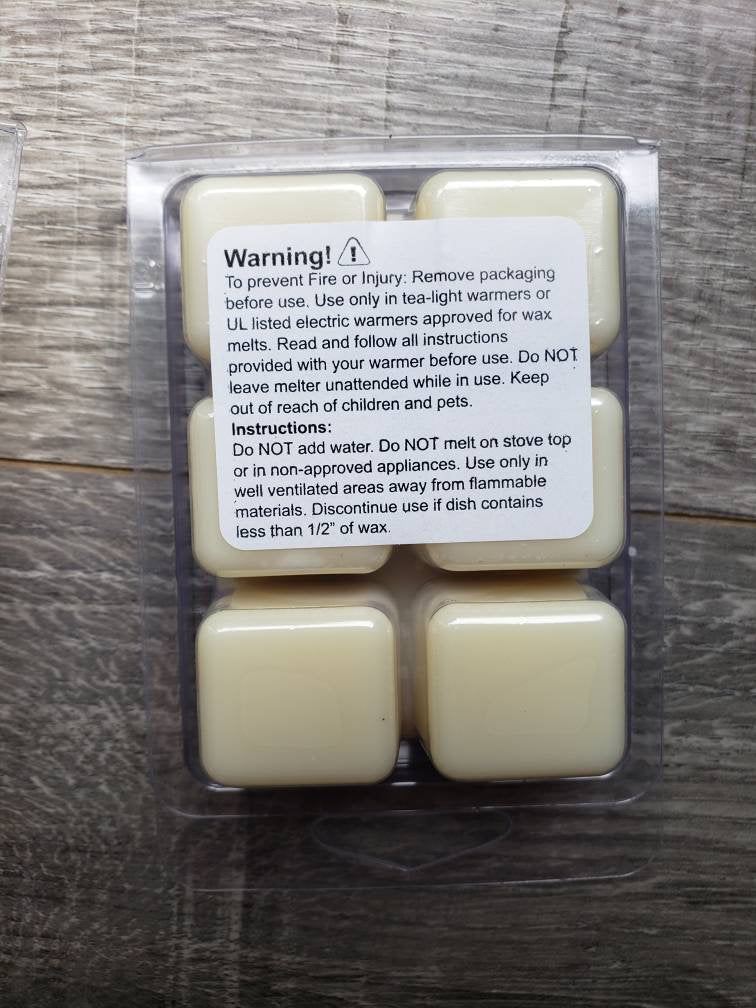 Warning! ⚠
To prevent Fire or Injury: Remove packaging
before use. Use only in tea-light warmers or
UL listed electric warmers approved for wax
melts. Read and follow all instructions
provided with your warmer before use. Do NOT
leave melter unattended while in use. Keep
out of reach of children and pets.
Instructions:
Do NOT add water. Do NOT melt on stove top
or in non-approved appliances. Use only in
well ventilated areas away from flammable
materials. Discontinue use if dish contains
less than 1/2” of wax.